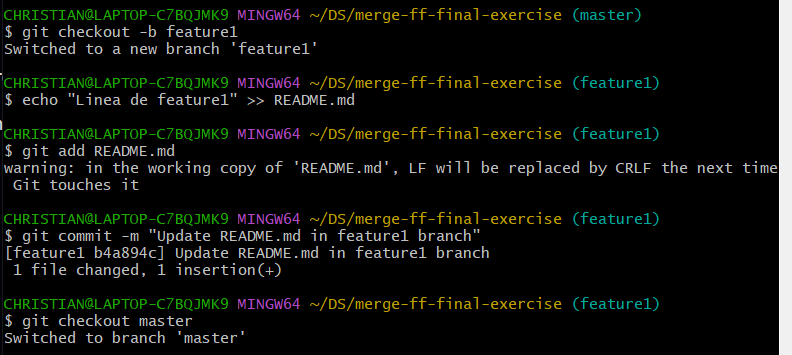 CHRISTIAN@LAPTOP-C7BQJMK9 MINGW64 ~/DS/merge-ff-final-exercise (master)
$ git checkout -b feature1
Switched to a new branch 'feature1'
CHRISTIAN@LAPTOP-C7BQJMK9 MINGW64 ~/DS/merge-ff-final-exercise (feature1)
$ echo "Linea de feature1" >> README.md
CHRISTIAN@LAPTOP-C7BQJMK9 MINGW64 ~/DS/merge-ff-final-exercise (feature1)
$ git add README.md
warning: in the working copy of 'README.md', LF will be replaced by CRLF the next time
 Git touches it
CHRISTIAN@LAPTOP-C7BQJMK9 MINGW64 ~/DS/merge-ff-final-exercise (feature1)
$ git commit -m "Update README.md in feature1 branch"
[feature1 b4a894c] Update README.md in feature1 branch
 1 file changed, 1 insertion(+)
CHRISTIAN@LAPTOP-C7BQJMK9 MINGW64 ~/DS/merge-ff-final-exercise (feature1)
$ git checkout master
Switched to branch 'master'